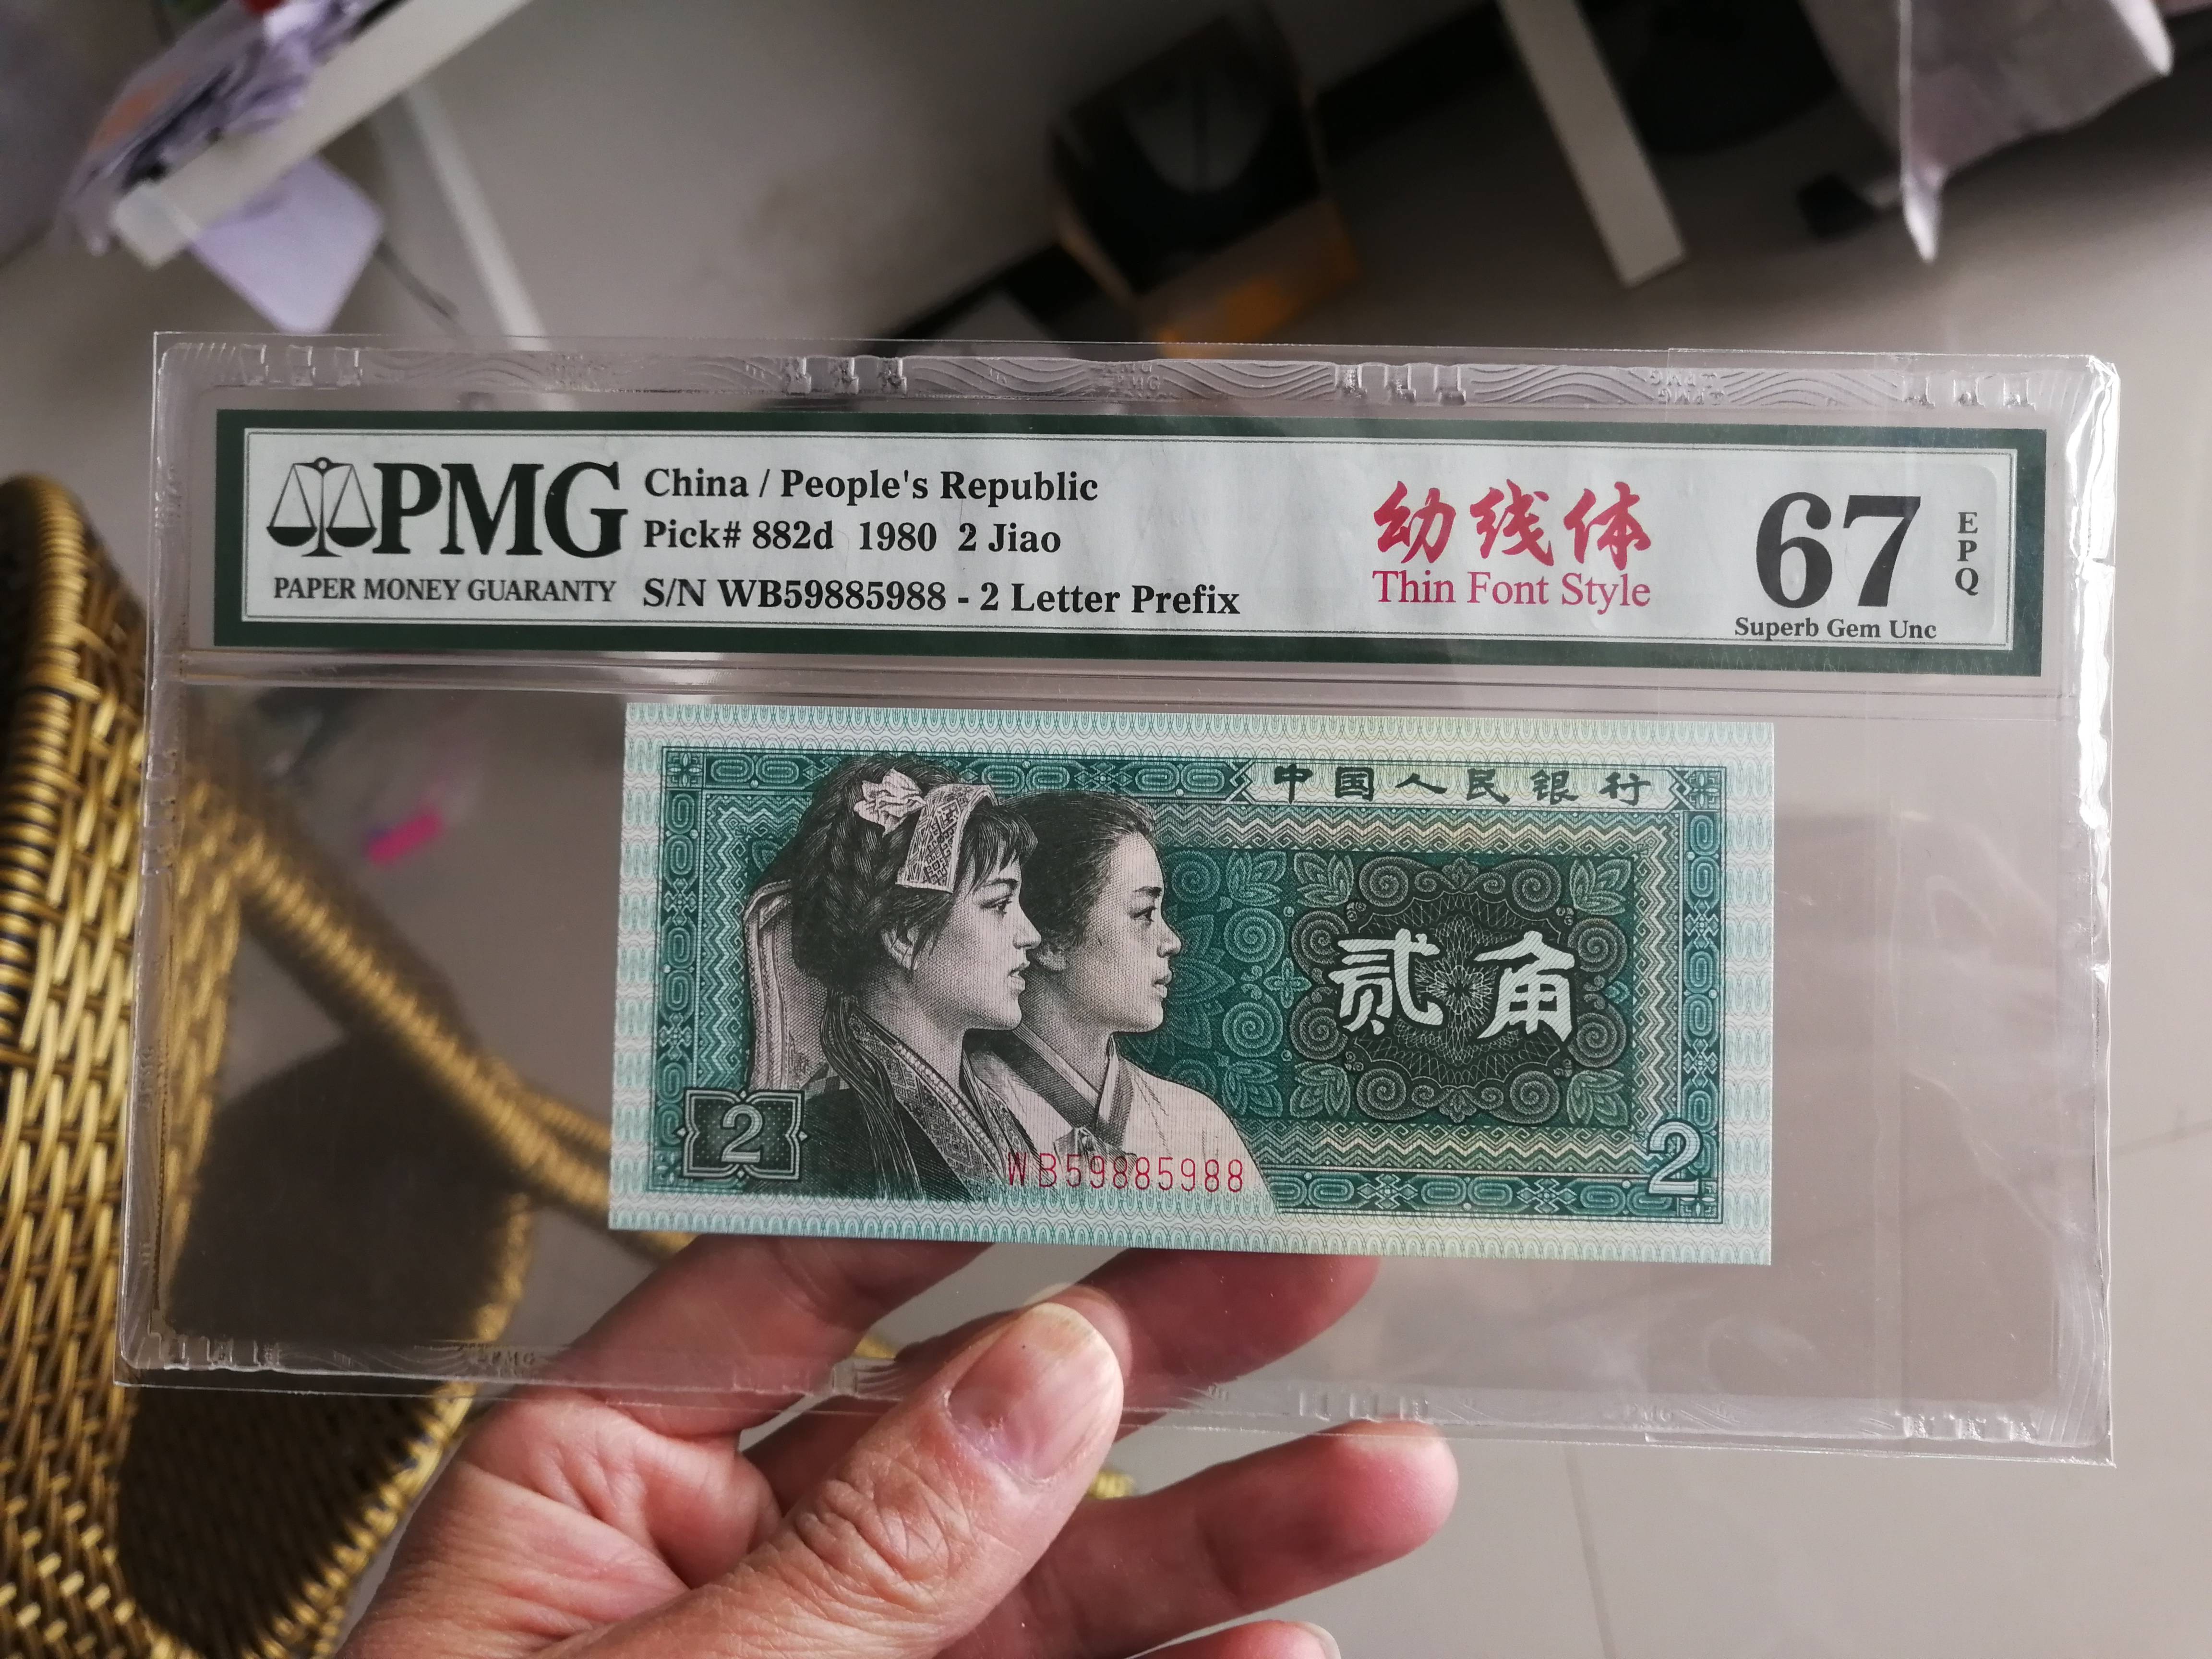 PMG
PAPER MONEY GUARANTY
China / People's Republic
Pick# 882d 1980 2 Jiao
S/N WB59885988 - 2 Letter Prefix
幼线体
Thin Font Style
67
EPQ
Superb Gem Unc
中国人民银行
贰角
2
WB59885988
2